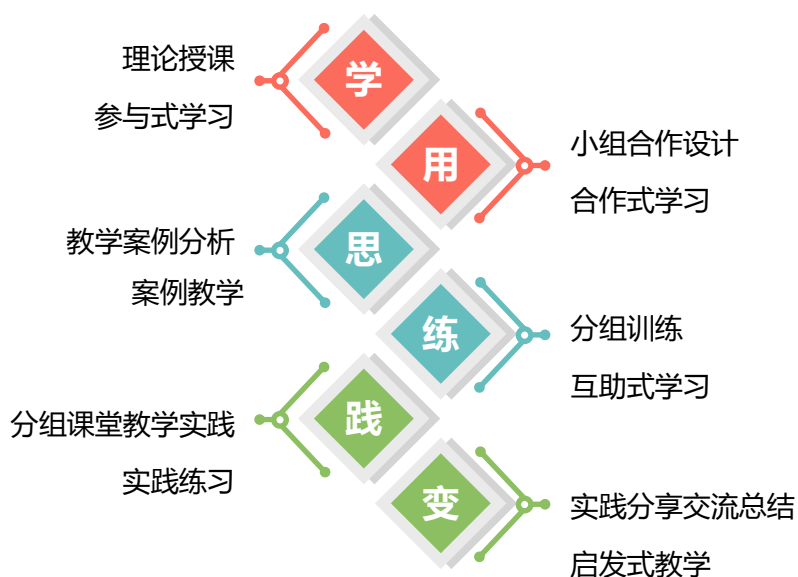 理论授课
参与式学习
学
用
小组合作设计
合作式学习
教学案例分析
案例教学
思
练
分组训练
互助式学习
分组课堂教学实践
实践练习
践
变
实践分享交流总结
启发式教学